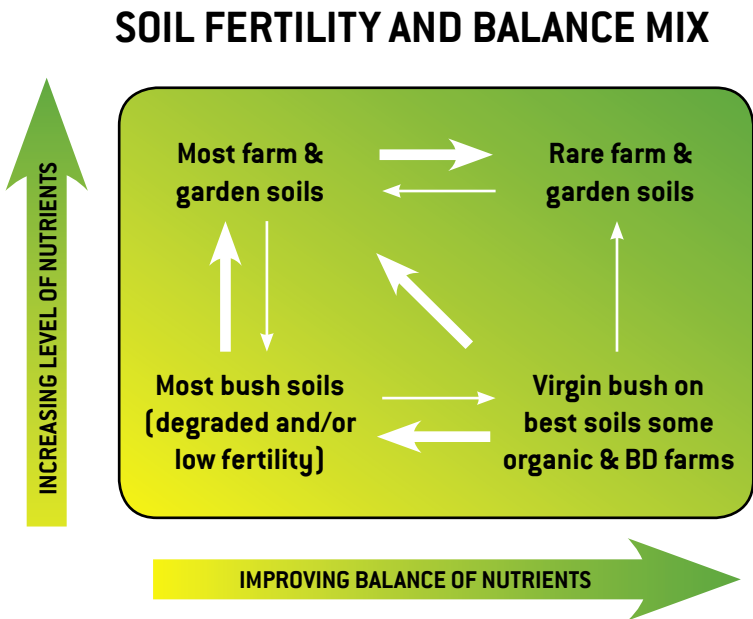 SOIL FERTILITY AND BALANCE MIX
INCREASING LEVEL OF NUTRIENTS
Most farm &
garden soils
Rare farm &
garden soils
Most bush soils
(degraded and/or
low fertility)
Virgin bush on
best soils some
organic & BD farms
IMPROVING BALANCE OF NUTRIENTS